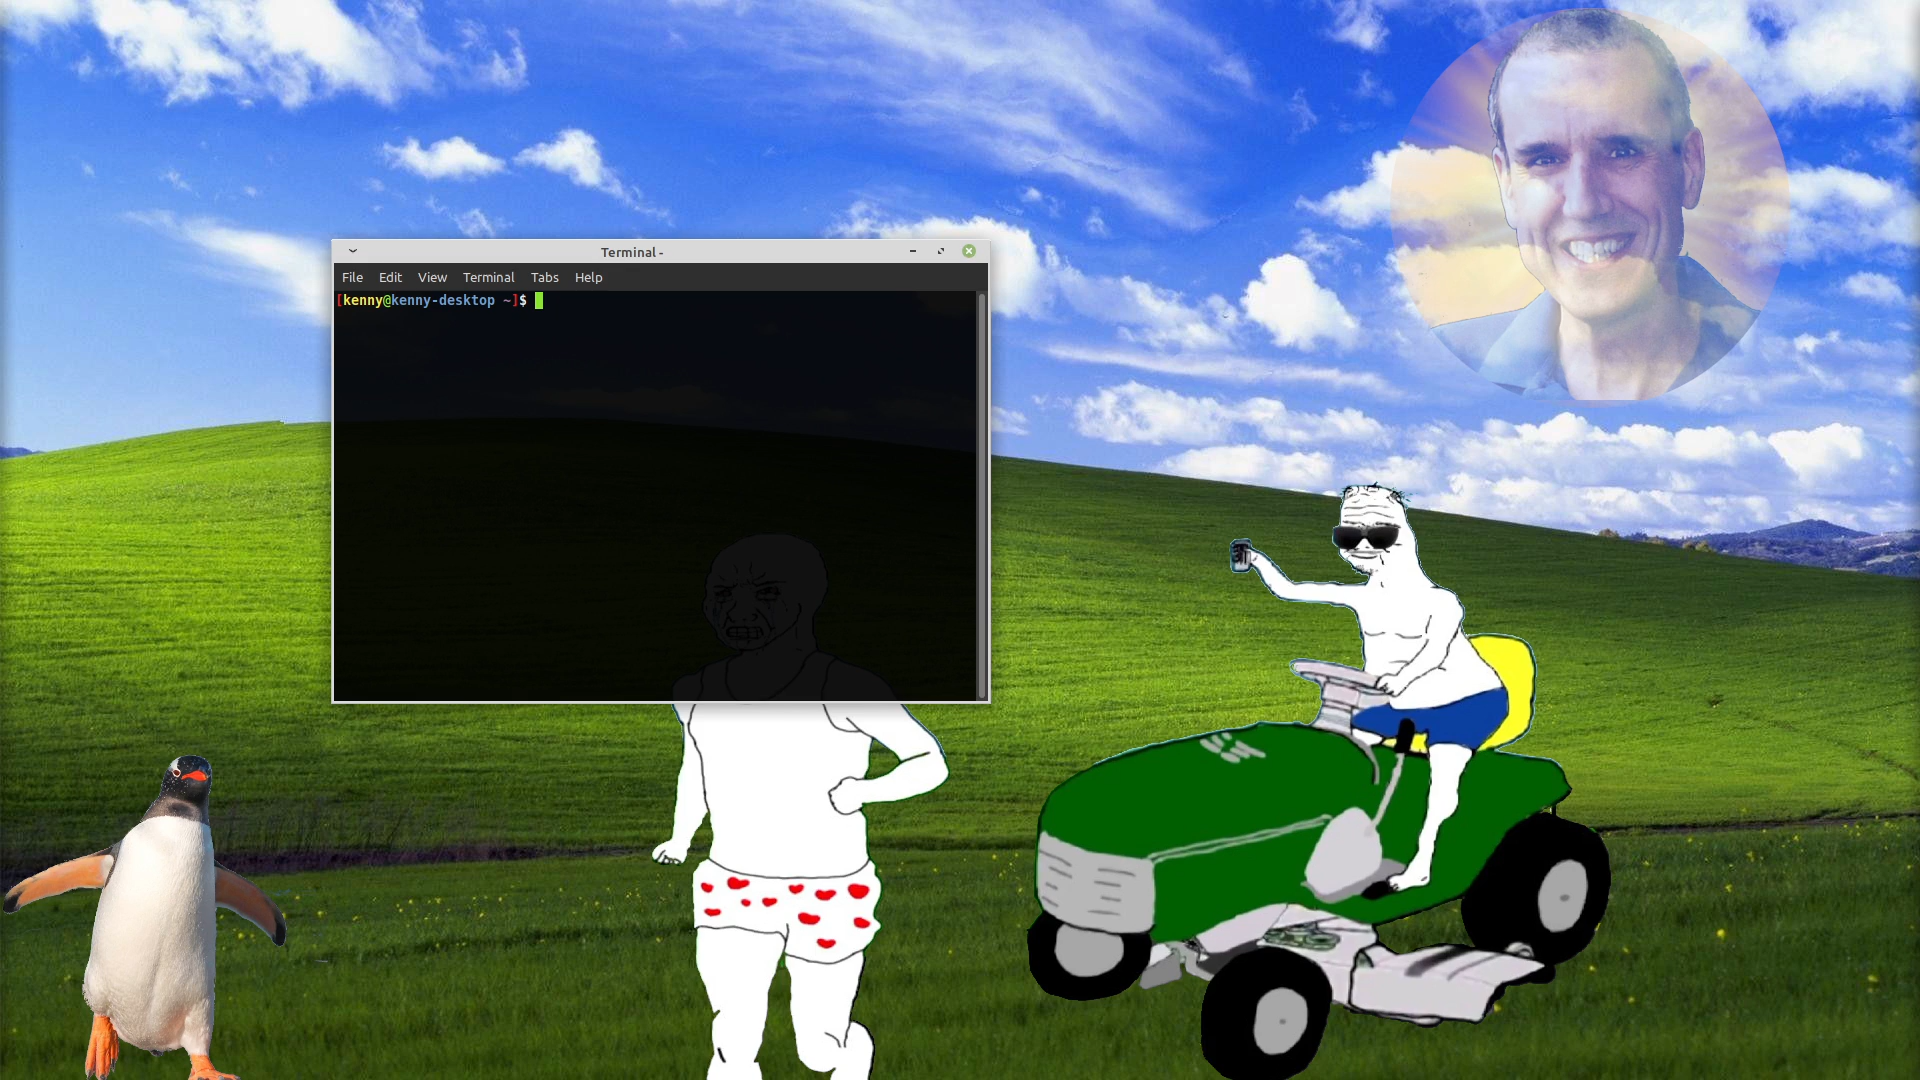 Terminal -
File Edit View Terminal Tabs Help
[kenny@kenny-desktop ~]$